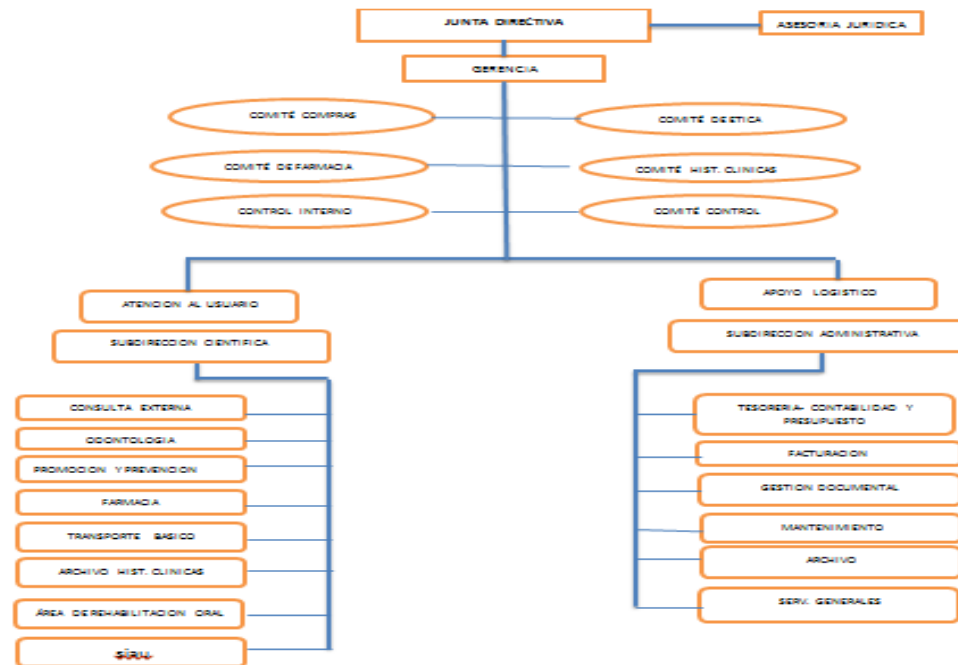 JUNTA DIRECTIVA
ASESORIA JURIDICA
GERENCIA
COMITÉ COMPRAS
COMITÉ DE ETICA
COMITÉ DE FARMACIA
COMITÉ HIST. CLINICAS
CONTROL INTERNO
COMITÉ CONTROL
ATENCION AL USUARIO
APOYO LOGISTICO
SUBDIRECCION CIENTIFICA
SUBDIRECCION ADMINISTRATIVA
CONSULTA EXTERNA
ODONTOLOGIA
PROMOCION Y PREVENCION
FARMACIA
TRANSPORTE BASICO
ARCHIVO HIST. CLINICAS
ÁREA DE REHABILITACION ORAL
TESORERIA- CONTABILIDAD Y
PRESUPUESTO
FACTURACION
GESTION DOCUMENTAL
MANTENIMIENTO
ARCHIVO
SERV. GENERALES